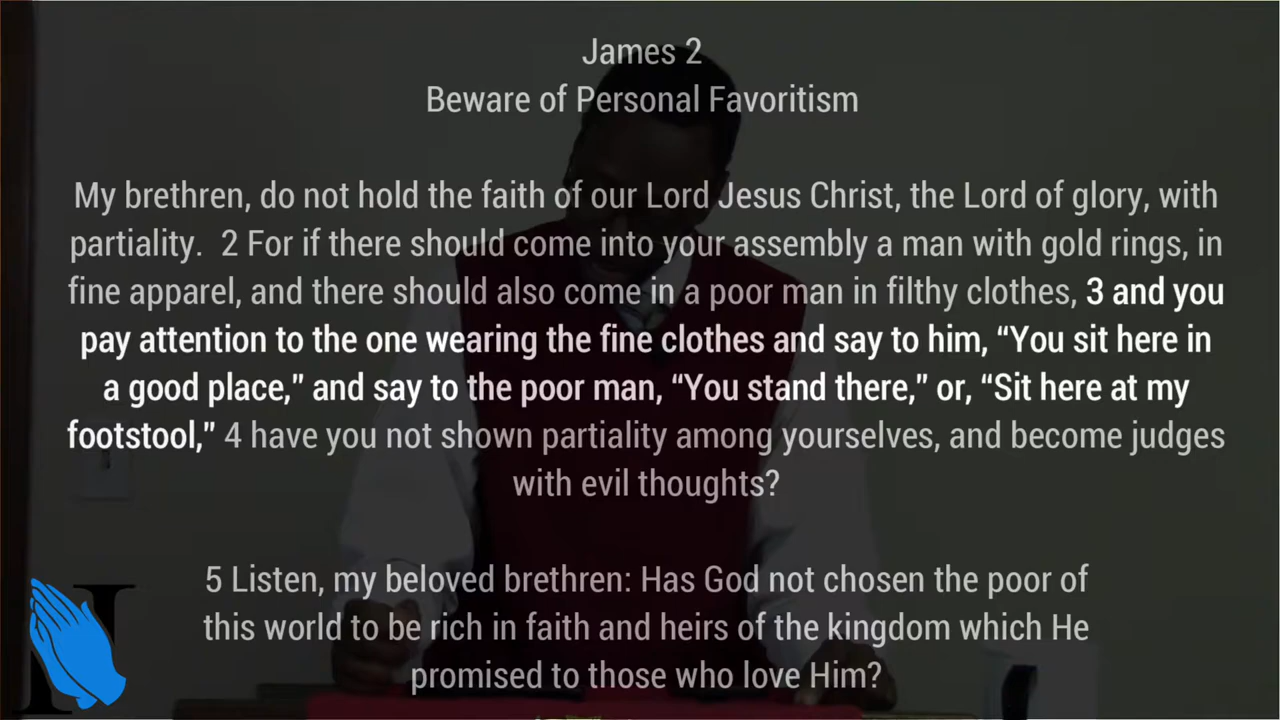 James 2
Beware of Personal Favoritism
My brethren, do not hold the faith of our Lord Jesus Christ, the Lord of glory, with
partiality. 2 For if there should come into your assembly a man with gold rings, in
fine apparel, and there should also come in a poor man in filthy clothes, 3 and you
pay attention to the one wearing the fine clothes and say to him, “You sit here in
a good place,” and say to the poor man, “You stand there,” or, “Sit here at my
footstool,” 4 have you not shown partiality among yourselves, and become judges
with evil thoughts?
5 Listen, my beloved brethren: Has God not chosen the poor of
this world to be rich in faith and heirs of the kingdom which He
promised to those who love Him?